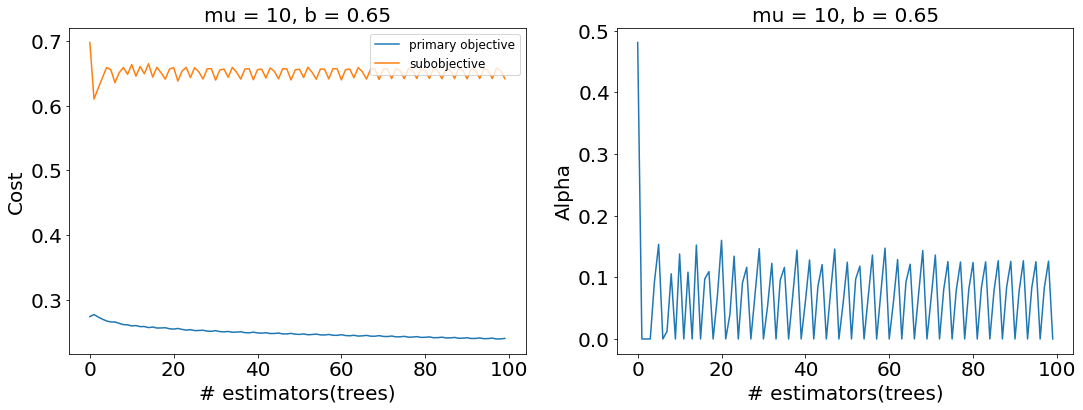 mu = 10, b = 0.65
0.7
0.6
0.5
0.4
0.3
Cost
primary objective
subobjective
0 20 40 60 80 100
# estimators(trees)
mu = 10, b = 0.65
0.5
0.4
0.3
0.2
0.1
0.0
Alpha
0 20 40 60 80 100
# estimators(trees)